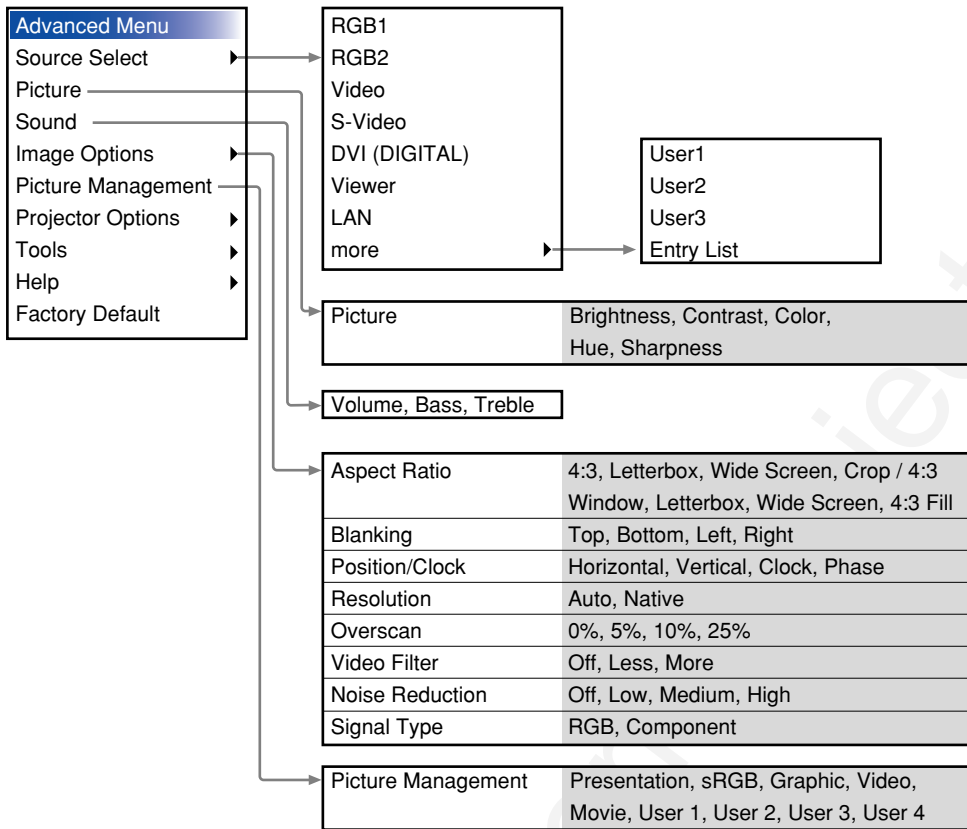 Advanced Menu
Source Select
Picture
Sound
Image Options
Picture Management
Projector Options
Tools
Help
Factory Default
RGB1
RGB2
Video
S-Video
DVI (DIGITAL)
Viewer
LAN
more
User1
User2
User3
Entry List
Picture Brightness, Contrast, Color,
Hue, Sharpness
Volume, Bass, Treble
Aspect Ratio 4:3, Letterbox, Wide Screen, Crop / 4:3
Window, Letterbox, Wide Screen, 4:3 Fill
Blanking Top, Bottom, Left, Right
Position/Clock Horizontal, Vertical, Clock, Phase
Resolution Auto, Native
Overscan 0%, 5%, 10%, 25%
Video Filter Off, Less, More
Noise Reduction Off, Low, Medium, High
Signal Type RGB, Component
Picture Management Presentation, sRGB, Graphic, Video,
Movie, User 1, User 2, User 3, User 4